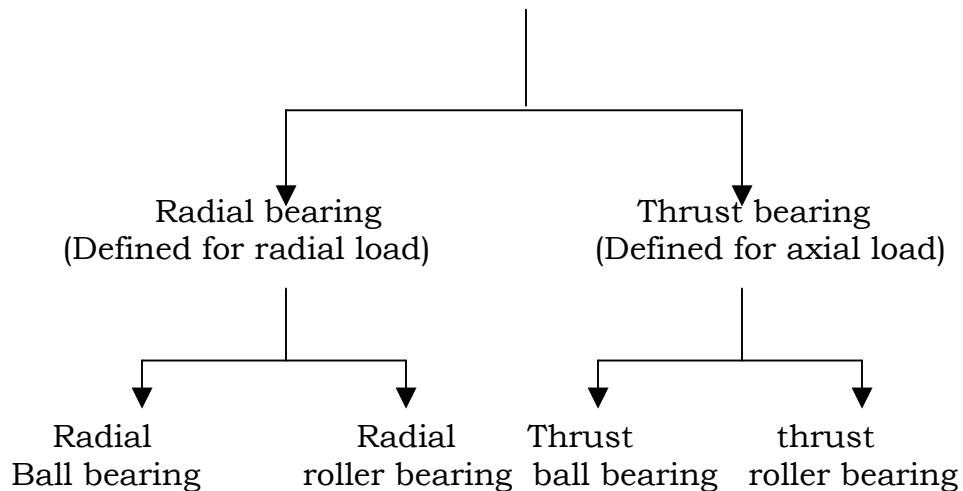 Radial bearing
(Defined for radial load)
Thrust bearing
(Defined for axial load)
Radial
Ball bearing
Radial
roller bearing
Thrust
ball bearing
thrust
roller bearing